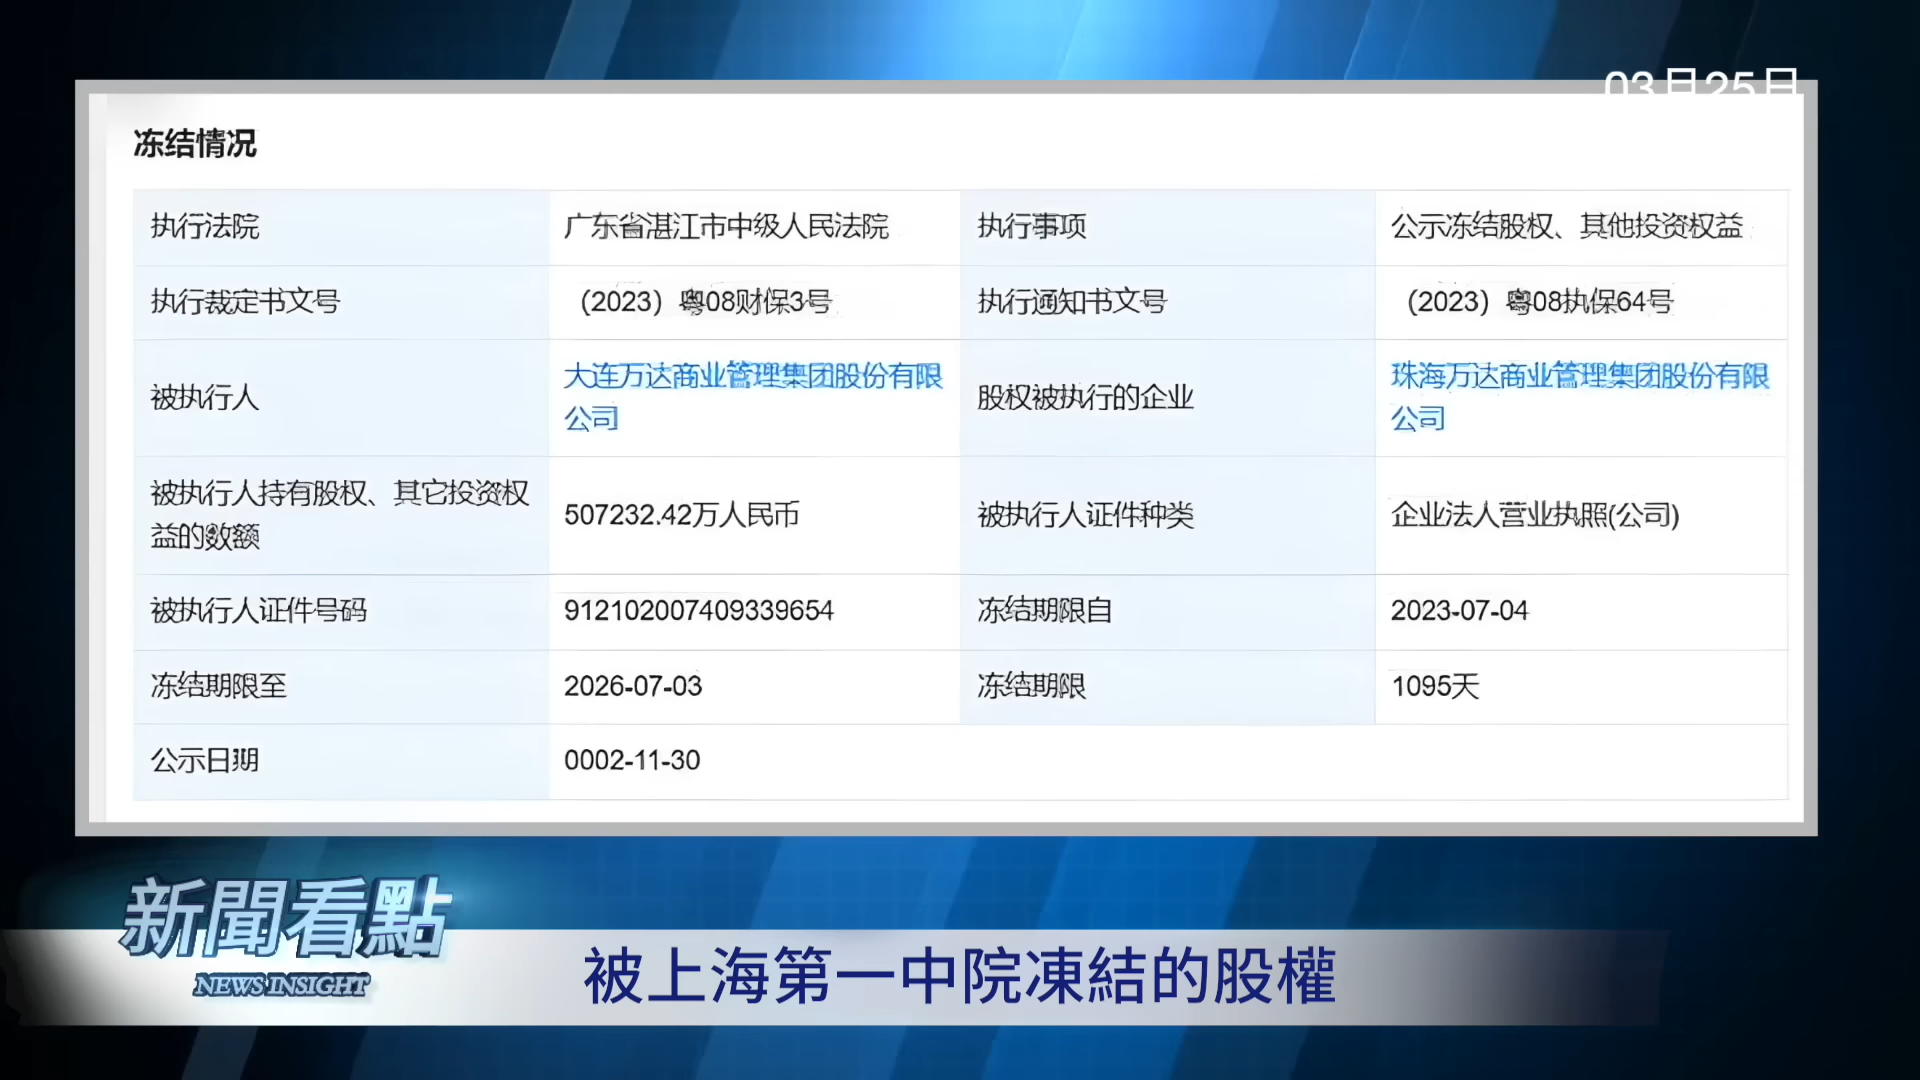 03月25日
冻结情况
执行法院
广东省湛江市中级人民法院
执行事项
公示冻结股权、其他投资权益
执行裁定书文号
（2023）粤08财保3号
执行通知书文号
（2023）粤08执保64号
被执行人
大连万达商业管理集团股份有限
公司
股权被执行的企业
珠海万达商业管理集团股份有限
公司
被执行人持有股权、其它投资权
益的数额
507232.42万人民币
被执行人证件种类
企业法人营业执照(公司)
被执行人证件号码
912102007409339654
冻结期限自
2023-07-04
冻结期限至
2026-07-03
冻结期限
1095天
公示日期
0002-11-30
新聞看點
NEWS INSIGHT
被上海第一中院凍結的股權